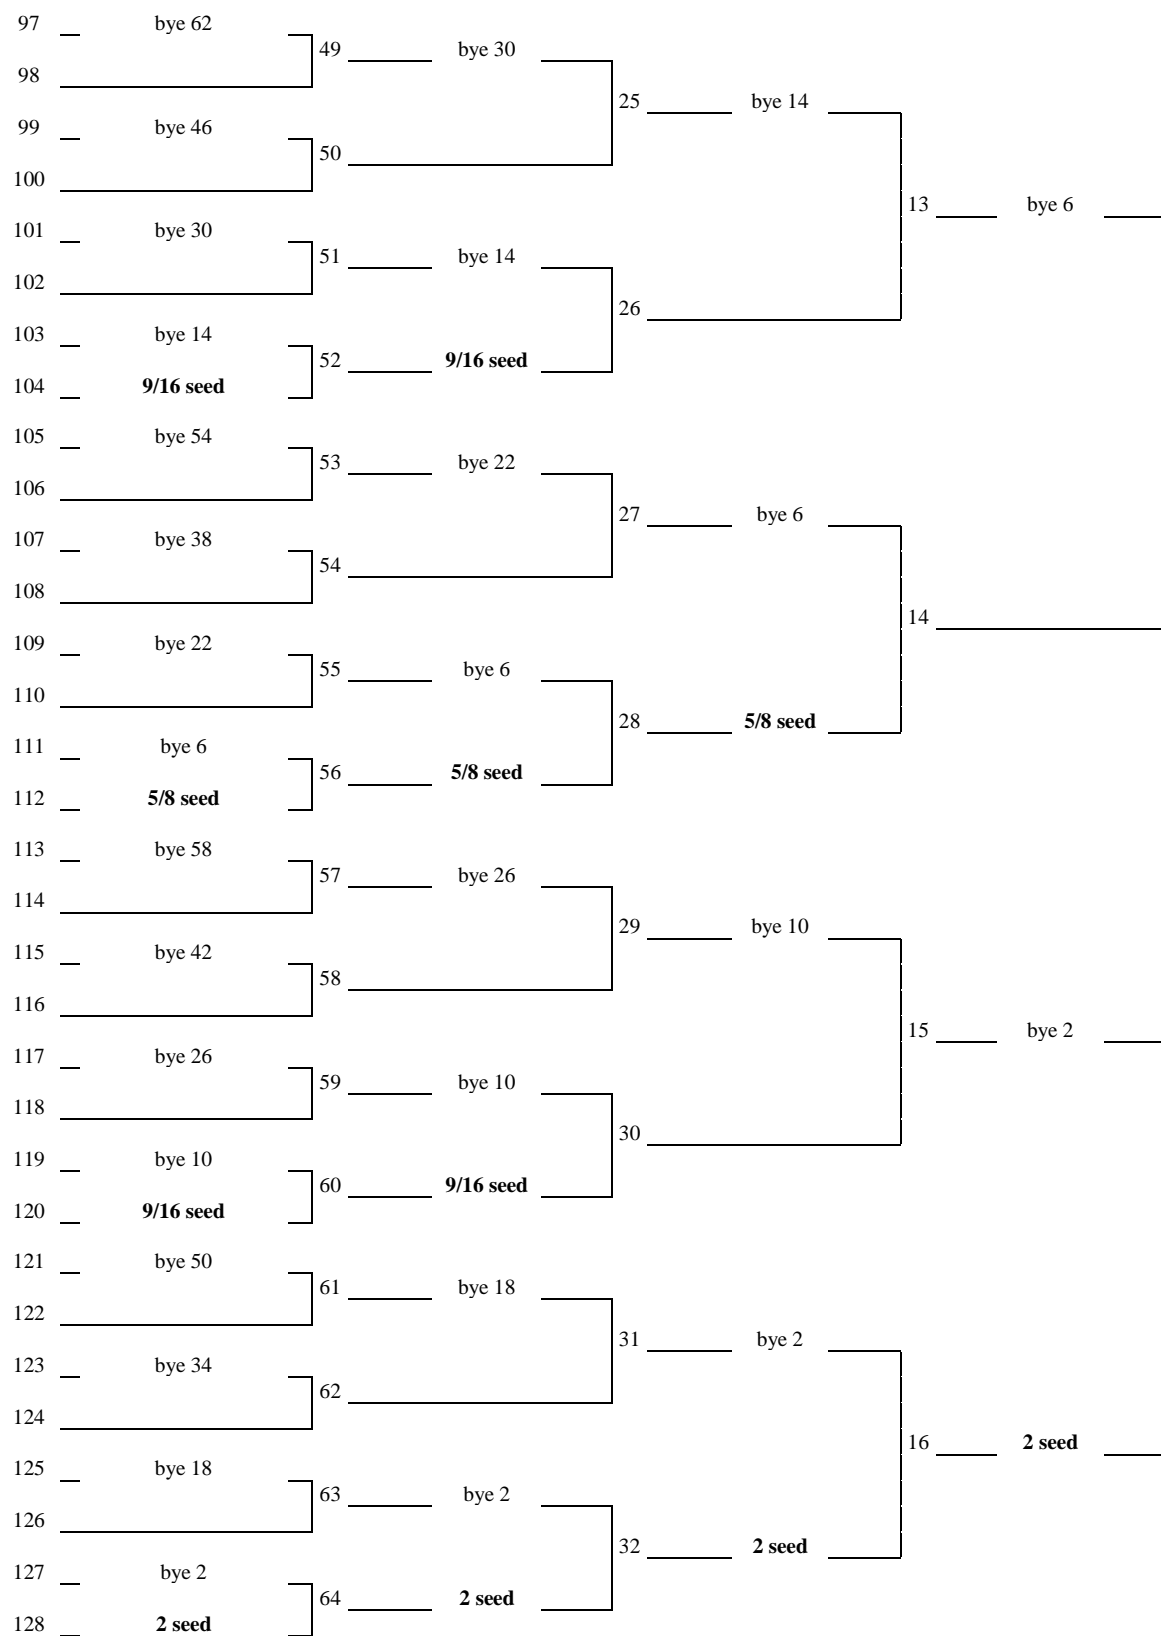 97 bye 62
49 bye 30
98
25 bye 14
99 bye 46
50
100
13 bye 6
101 bye 30
51 bye 14
102
26
103 bye 14
52 9/16 seed
104 9/16 seed
105 bye 54
53 bye 22
106
27 bye 6
107 bye 38
54
108
14
109 bye 22
55 bye 6
110
28 5/8 seed
111 bye 6
56 5/8 seed
112 5/8 seed
113 bye 58
57 bye 26
114
29 bye 10
115 bye 42
58
116
15 bye 2
117 bye 26
59 bye 10
118
30
119 bye 10
60 9/16 seed
120 9/16 seed
121 bye 50
61 bye 18
122
31 bye 2
123 bye 34
62
124
16 2 seed
125 bye 18
63 bye 2
126
32 2 seed
127 bye 2
64 2 seed
128 2 seed